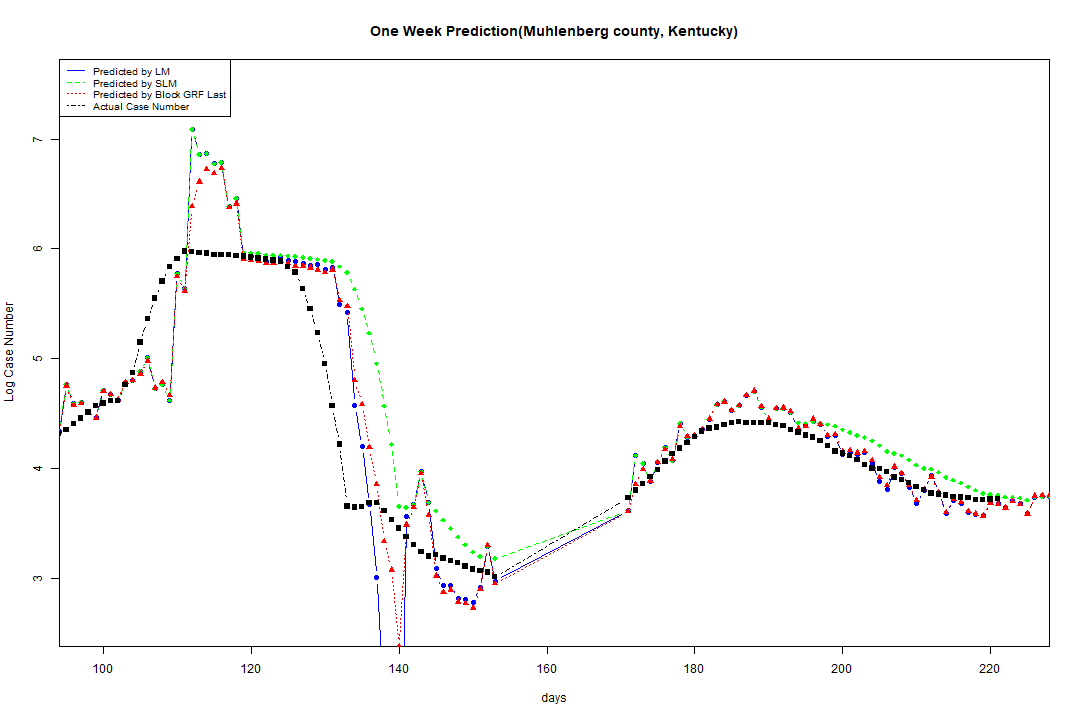 One Week Prediction(Muhlenberg county, Kentucky)
Predicted by LM
Predicted by SLM
Predicted by Block GRF Last
Actual Case Number
7
6
5
4
3
Log Case Number
100 120 140 160 180 200 220
days